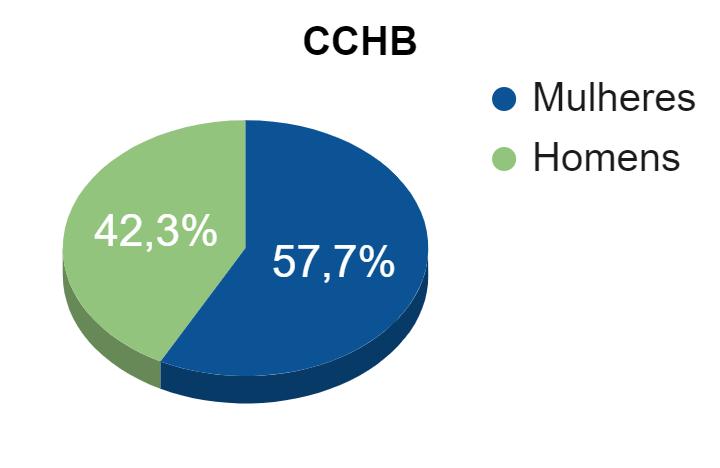 CCHB
Mulheres
Homens
42,3%
57,7%